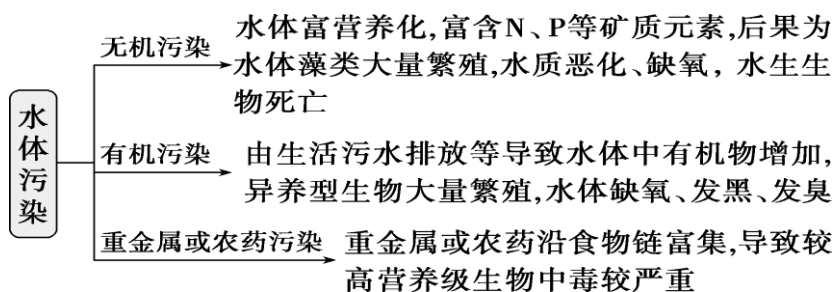 水体污染
无机污染
水体富营养化,富含N、P等矿质元素,后果为
水体藻类大量繁殖,水质恶化、缺氧, 水生生
物死亡
有机污染
由生活污水排放等导致水体中有机物增加,
异养型生物大量繁殖,水体缺氧、发黑、发臭
重金属或农药污染
重金属或农药沿食物链富集,导致较
高营养级生物中毒较严重